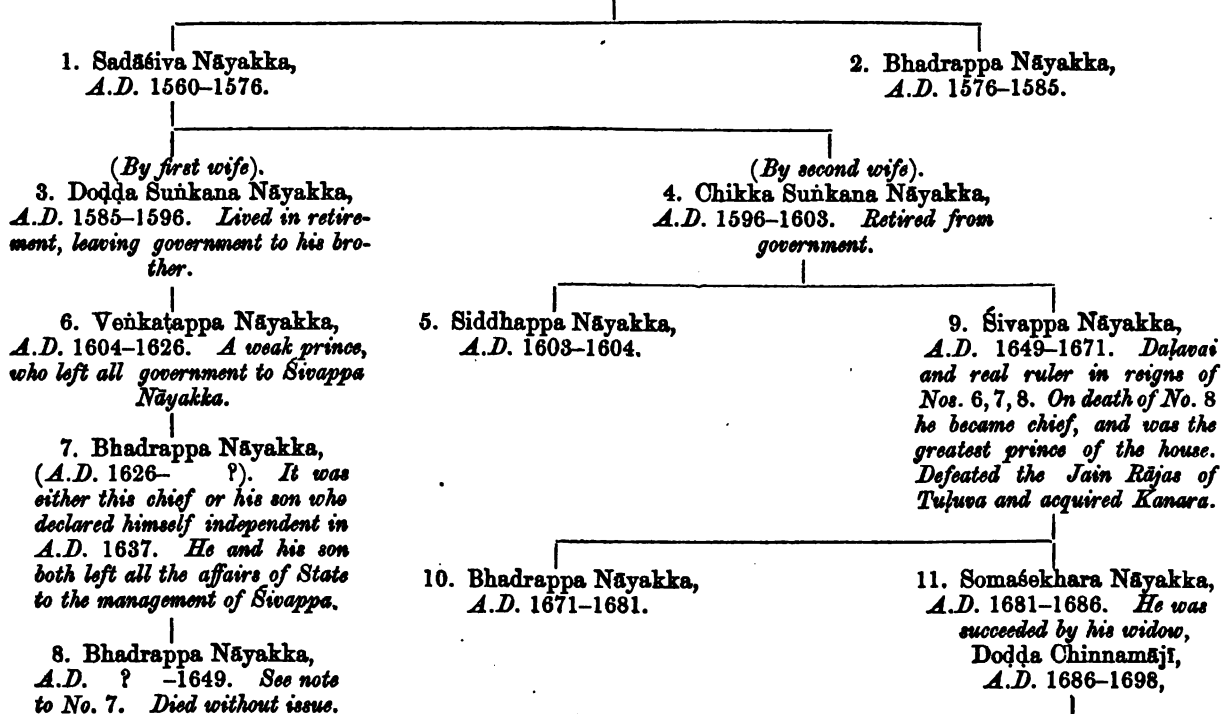 1. Sadāśiva Nāyakka,
A.D. 1560–1576.
2. Bhadrappa Nāyakka,
A.D. 1576–1585.
(By first wife).
3. Doḍḍa Suṅkana Nāyakka,
A.D. 1585–1596. Lived in retire-
ment, leaving government to his bro-
ther.
(By second wife).
4. Chikka Suṅkana Nāyakka,
A.D. 1596–1603. Retired from
government.
6. Veṅkaṭappa Nāyakka,
A.D. 1604–1626. A weak prince,
who left all government to Śivappa
Nāyakka.
5. Siddhappa Nāyakka,
A.D. 1603–1604.
9. Śivappa Nāyakka,
A.D. 1649–1671. Daḷavai
and real ruler in reigns of
Nos. 6, 7, 8. On death of No. 8
he became chief, and was the
greatest prince of the house.
Defeated the Jain Rājas of
Tuḷuva and acquired Kanara.
7. Bhadrappa Nāyakka,
(A.D. 1626– ?). It was
either this chief or his son who
declared himself independent in
A.D. 1637. He and his son
both left all the affairs of State
to the management of Śivappa.
10. Bhadrappa Nāyakka,
A.D. 1671–1681.
11. Somaśekhara Nāyakka,
A.D. 1681–1686. He was
succeeded by his widow,
Doḍḍa Chinnamājī,
A.D. 1686–1698,
8. Bhadrappa Nāyakka,
A.D. ? –1649. See note
to No. 7. Died without issue.